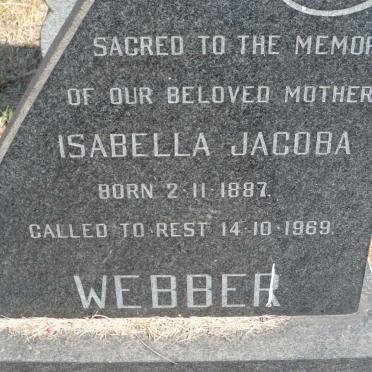 SACRED TO THE MEMOR
OF OUR BELOVED MOTHER
ISABELLA JACOBA
BORN 2·11·1887.
CALLED TO REST 14·10·1969.
WEBBER